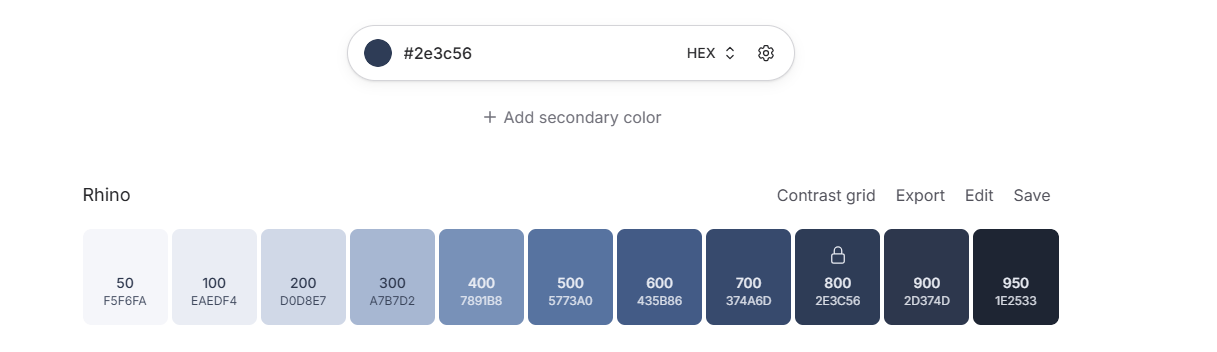 #2e3c56 HEX
Add secondary color
Rhino Contrast grid Export Edit Save
50 100 200 300 400 500 600 700 800 900 950
F5F6FA EAEDF4 D0D8E7 A7B7D2 7891B8 5773A0 435B86 374A6D 2E3C56 2D374D 1E2533